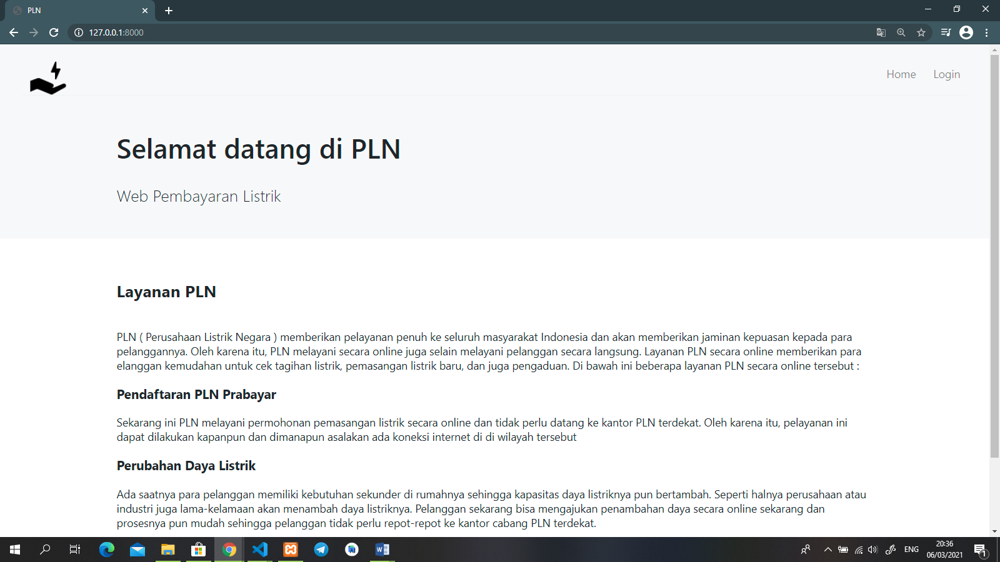 PLN
127.0.0.1:8000
Home Login
Selamat datang di PLN
Web Pembayaran Listrik
Layanan PLN
PLN ( Perusahaan Listrik Negara ) memberikan pelayanan penuh ke seluruh masyarakat Indonesia dan akan memberikan jaminan kepuasan kepada para
pelanggannya. Oleh karena itu, PLN melayani secara online juga selain melayani pelanggan secara langsung. Layanan PLN secara online memberikan para
elanggan kemudahan untuk cek tagihan listrik, pemasangan listrik baru, dan juga pengaduan. Di bawah ini beberapa layanan PLN secara online tersebut :
Pendaftaran PLN Prabayar
Sekarang ini PLN melayani permohonan pemasangan listrik secara online dan tidak perlu datang ke kantor PLN terdekat. Oleh karena itu, pelayanan ini
dapat dilakukan kapanpun dan dimanapun asalakan ada koneksi internet di di wilayah tersebut
Perubahan Daya Listrik
Ada saatnya para pelanggan memiliki kebutuhan sekunder di rumahnya sehingga kapasitas daya listriknya pun bertambah. Seperti halnya perusahaan atau
industri juga lama-kelamaan akan menambah daya listriknya. Pelanggan sekarang bisa mengajukan penambahan daya secara online sekarang dan
prosesnya pun mudah sehingga pelanggan tidak perlu repot-repot ke kantor cabang PLN terdekat.
ENG
20:36
06/03/2021
1